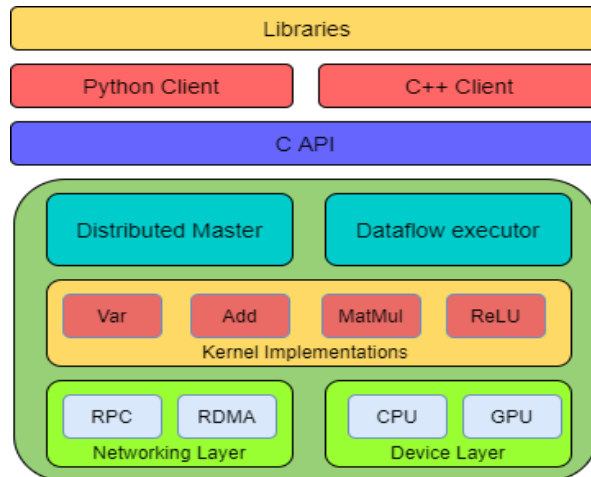 Libraries
Python Client
C++ Client
C API
Distributed Master
Dataflow executor
Var
Add
MatMul
ReLU
Kernel Implementations
RPC
RDMA
Networking Layer
CPU
GPU
Device Layer